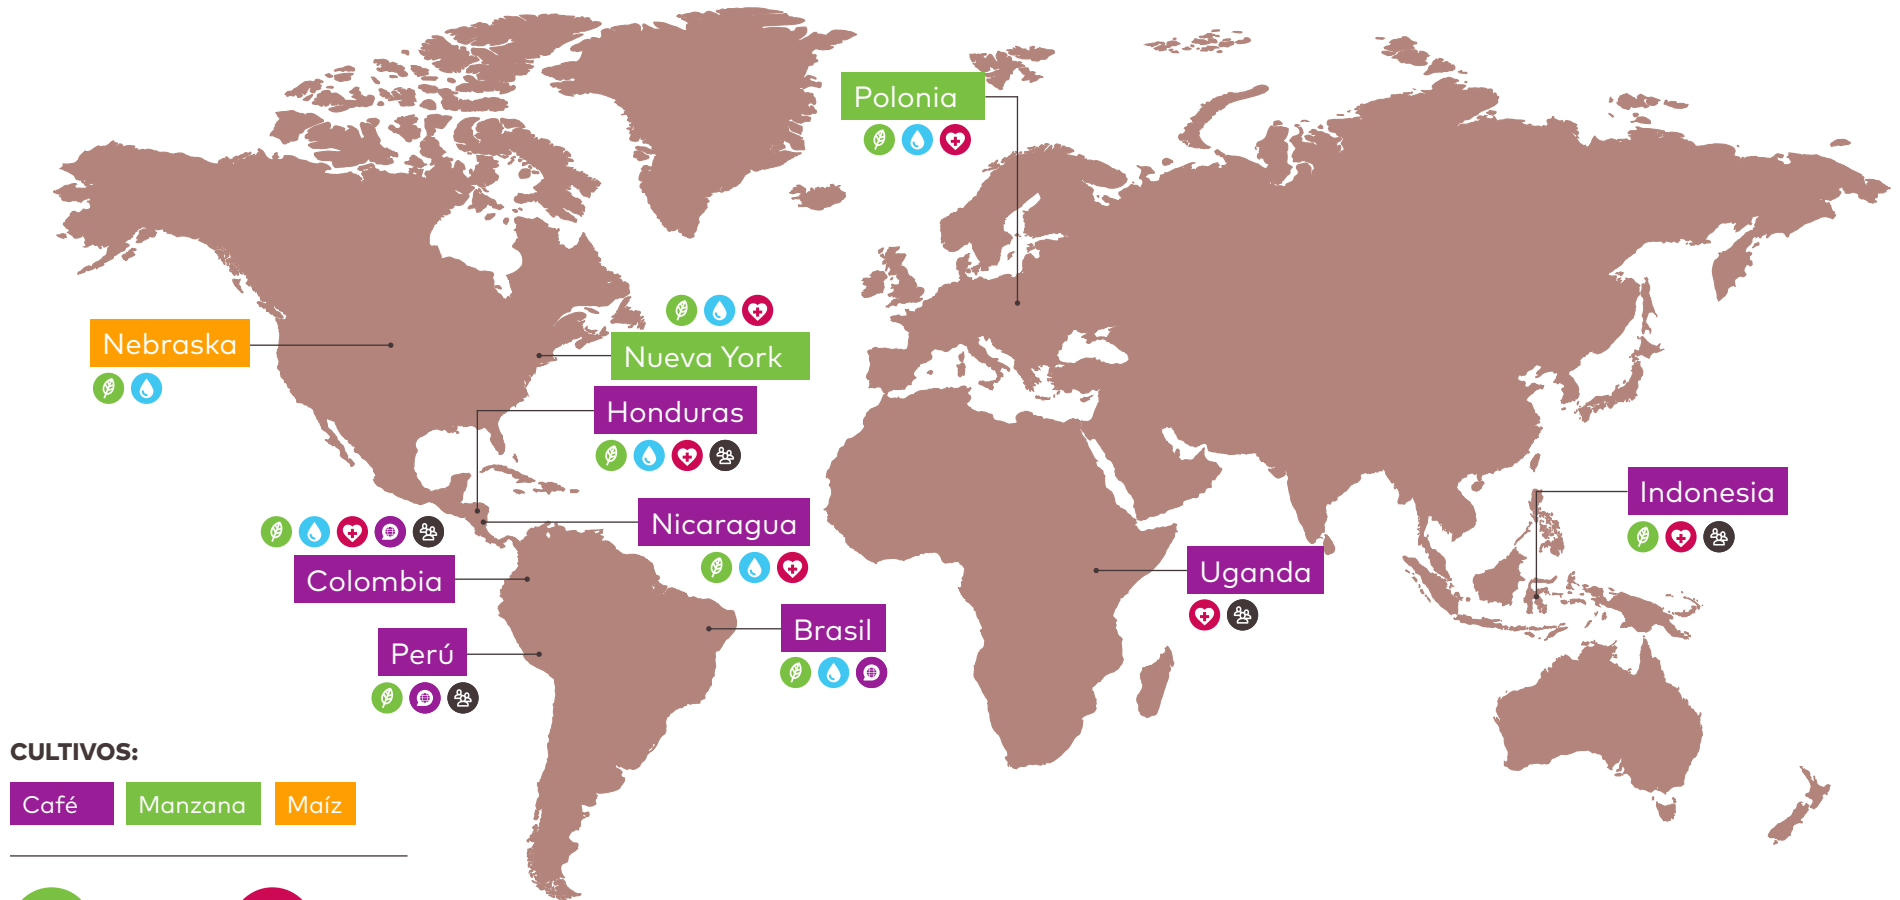 Polonia
Nebraska
Nueva York
Honduras
Nicaragua
Indonesia
Colombia
Uganda
Brasil
Perú
CULTIVOS:
Café
Manzana
Maíz